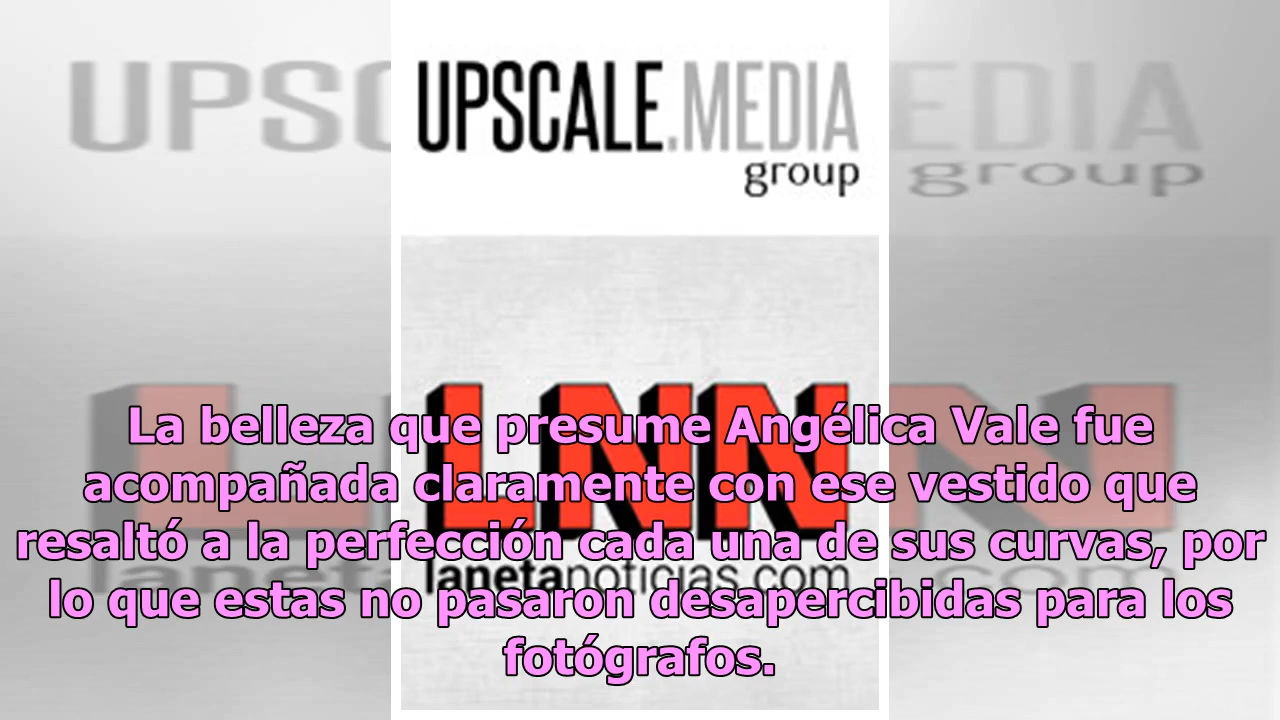 UPSCALE.MEDIA
group
LNN
lanetanoticias.com
La belleza que presume Angélica Vale fue
acompañada claramente con ese vestido que
resaltó a la perfección cada una de sus curvas, por
lo que estas no pasaron desapercibidas para los
fotógrafos.